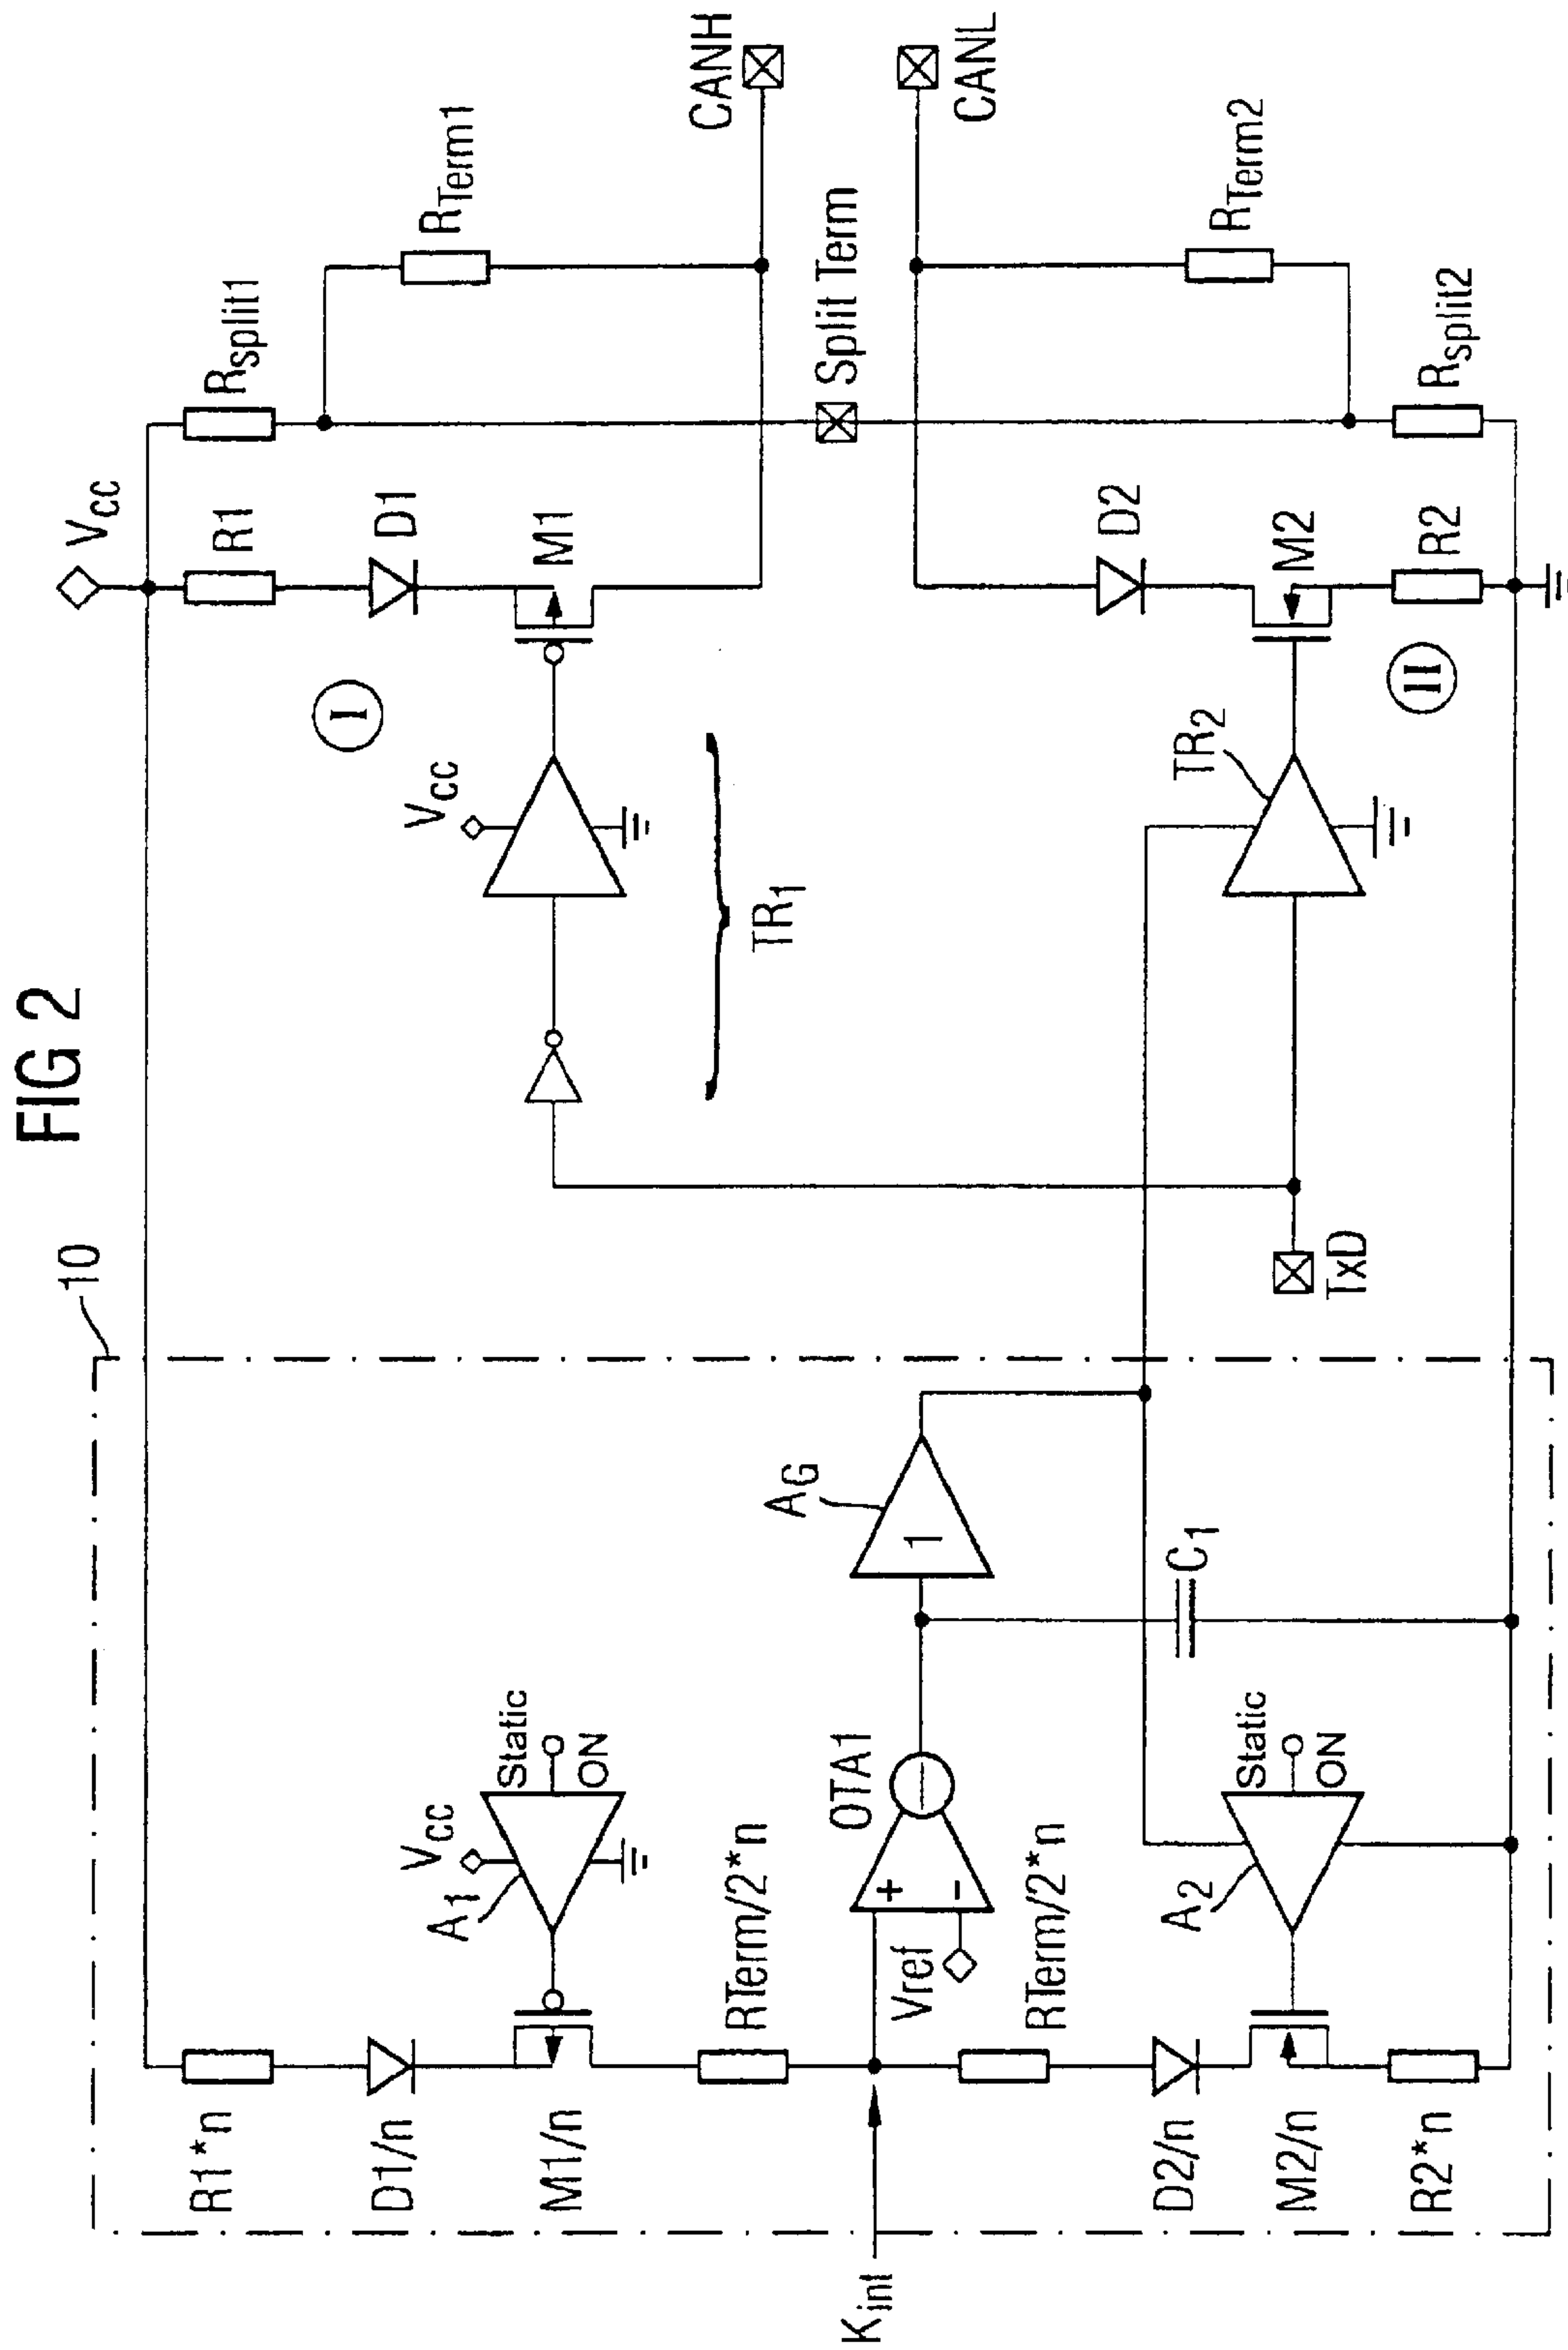 FIG 2
10
Vcc
R1*n
D1/n
M1/n
A1
Vcc
Static
ON
RTerm/2*n
Kint
Vref
+
-
OTA1
AG
1
RTerm/2*n
C1
D2/n
M2/n
R2*n
A2
Static
ON
TxD
TR1
Vcc
I
R1
D1
M1
Rsplit1
RTerm1
CANH
Split Term
CANL
TR2
II
D2
M2
R2
RTerm2
Rsplit2